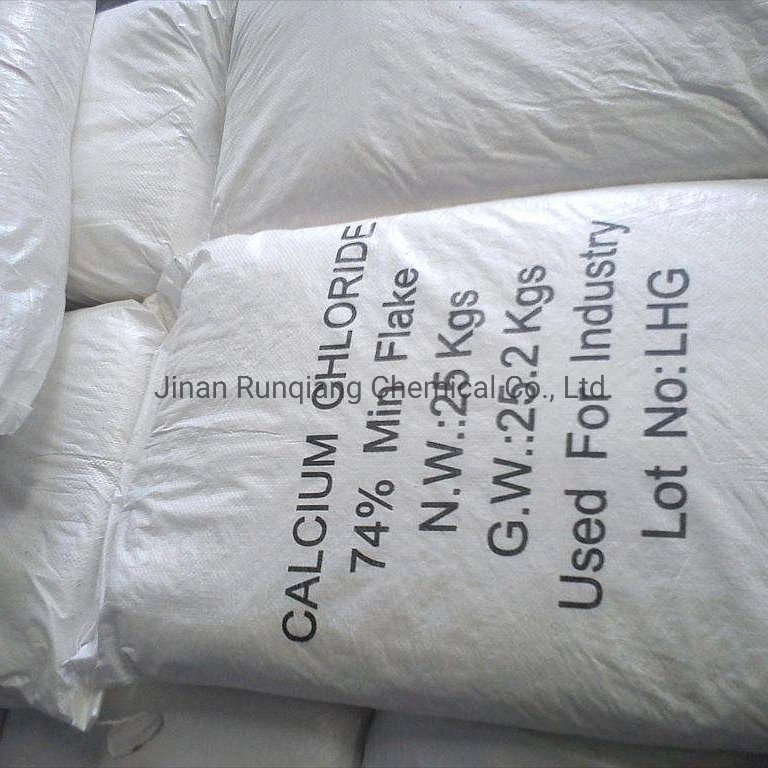 CALCIUM CHLORIDE
74% Min Flake
N.W.:25 Kgs
G.W.:25.2 Kgs
Used For Industry
Lot No:LHG
Jinan Runqiang Chemical Co., Ltd.